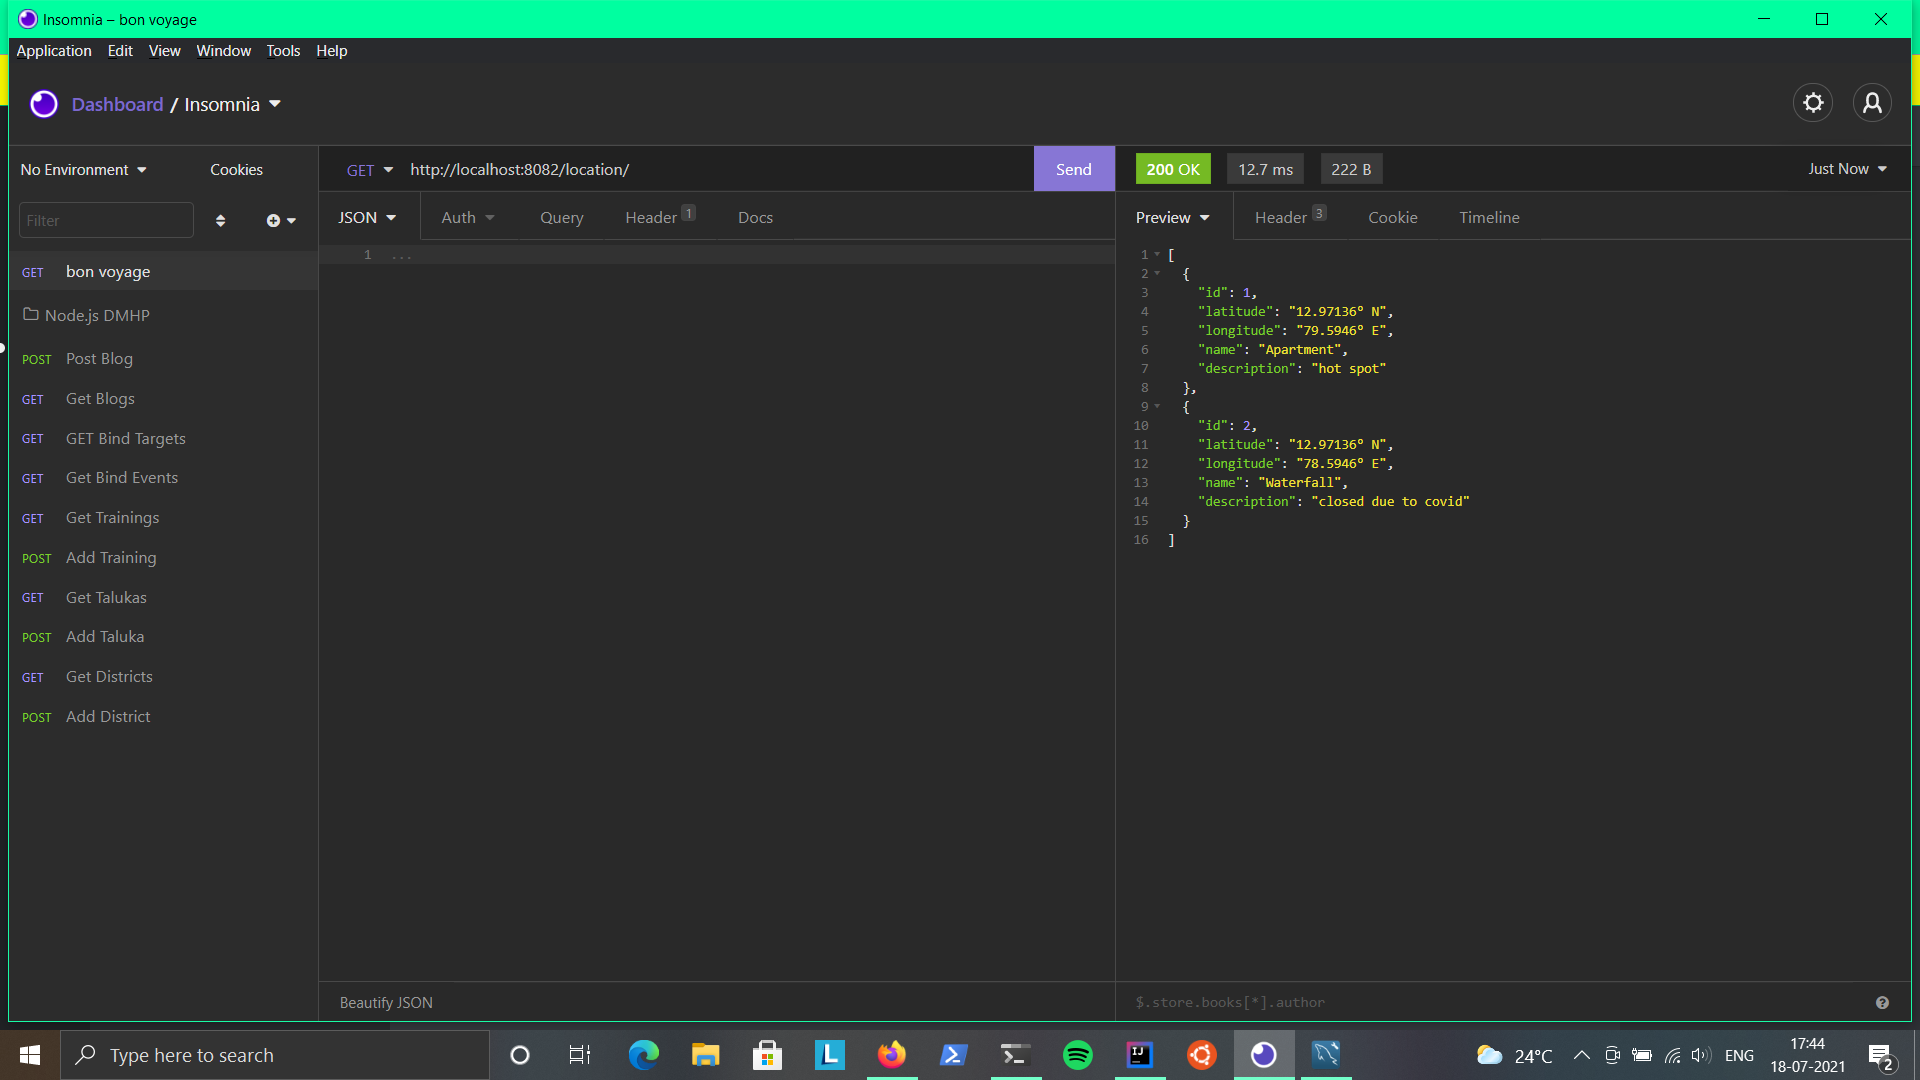 Insomnia – bon voyage
Application Edit View Window Tools Help
Dashboard / Insomnia
No Environment Cookies
GET http://localhost:8082/location/ Send
200 OK 12.7 ms 222 B Just Now
Filter
JSON Auth Query Header 1 Docs
Preview Header 3 Cookie Timeline
GET bon voyage
Node.js DMHP
POST Post Blog
GET Get Blogs
GET GET Bind Targets
GET Get Bind Events
GET Get Trainings
POST Add Training
GET Get Talukas
POST Add Taluka
GET Get Districts
POST Add District
1 ...
1 [
2 {
3 "id": 1,
4 "latitude": "12.97136° N",
5 "longitude": "79.5946° E",
6 "name": "Apartment",
7 "description": "hot spot"
8 },
9 {
10 "id": 2,
11 "latitude": "12.97136° N",
12 "longitude": "78.5946° E",
13 "name": "Waterfall",
14 "description": "closed due to covid"
15 }
16 ]
Beautify JSON
$.store.books[*].author
Type here to search
L
IJ
24°C
ENG
17:44
18-07-2021
2